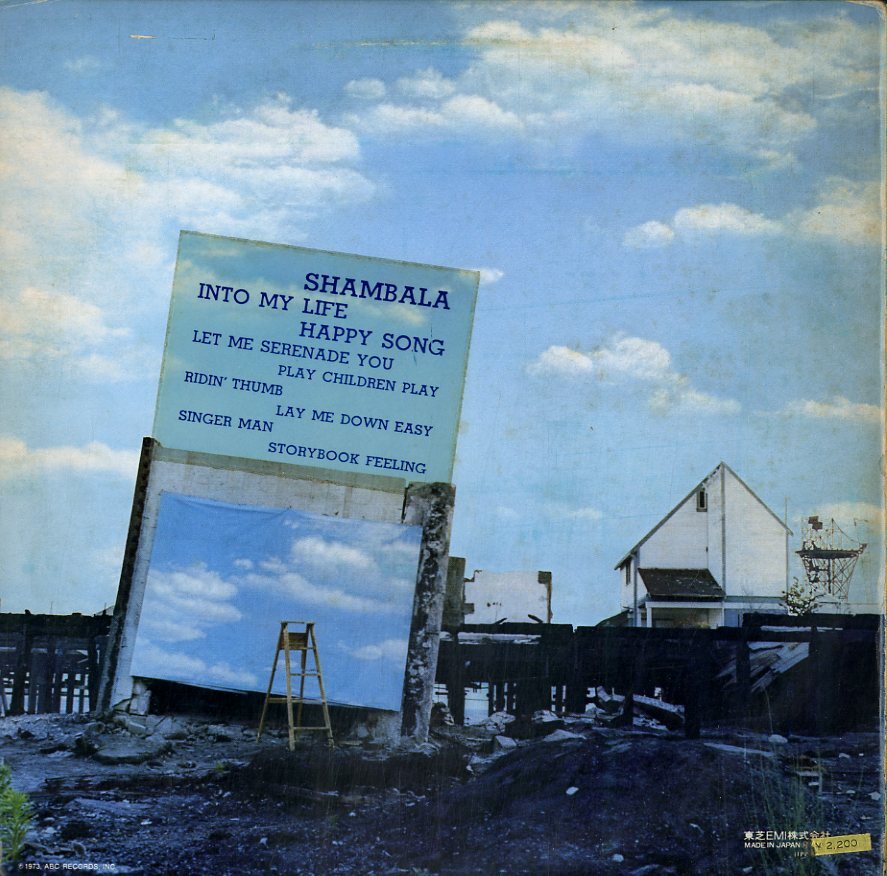 SHAMBALA
INTO MY LIFE
HAPPY SONG
LET ME SERENADE YOU
PLAY CHILDREN PLAY
RIDIN' THUMB
LAY ME DOWN EASY
SINGER MAN
STORYBOOK FEELING
東芝EMI株式会社
MADE IN JAPAN
¥2,200
℗1973, ABC RECORDS, INC.